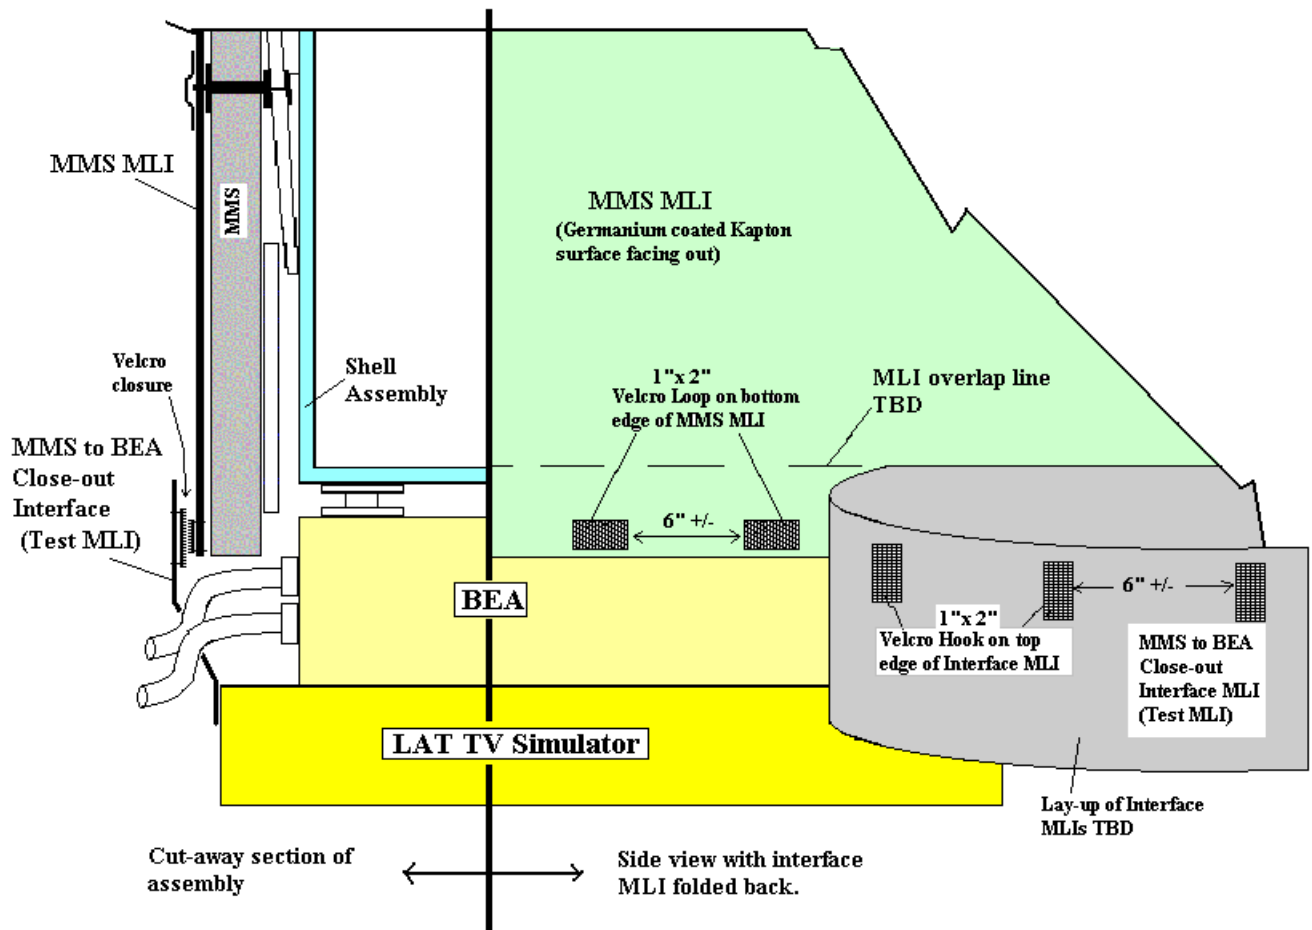 MMS MLI
MMS
MMS MLI
(Germanium coated Kapton
surface facing out)
Velcro
closure
Shell
Assembly
1"x 2"
Velcro Loop on bottom
edge of MMS MLI
MLI overlap line
TBD
MMS to BEA
Close-out
Interface
(Test MLI)
6" +/-
6" +/-
BEA
1"x 2"
Velcro Hook on top
edge of Interface MLI
MMS to BEA
Close-out
Interface MLI
(Test MLI)
LAT TV Simulator
Lay-up of Interface
MLIs TBD
Cut-away section of
assembly
Side view with interface
MLI folded back.